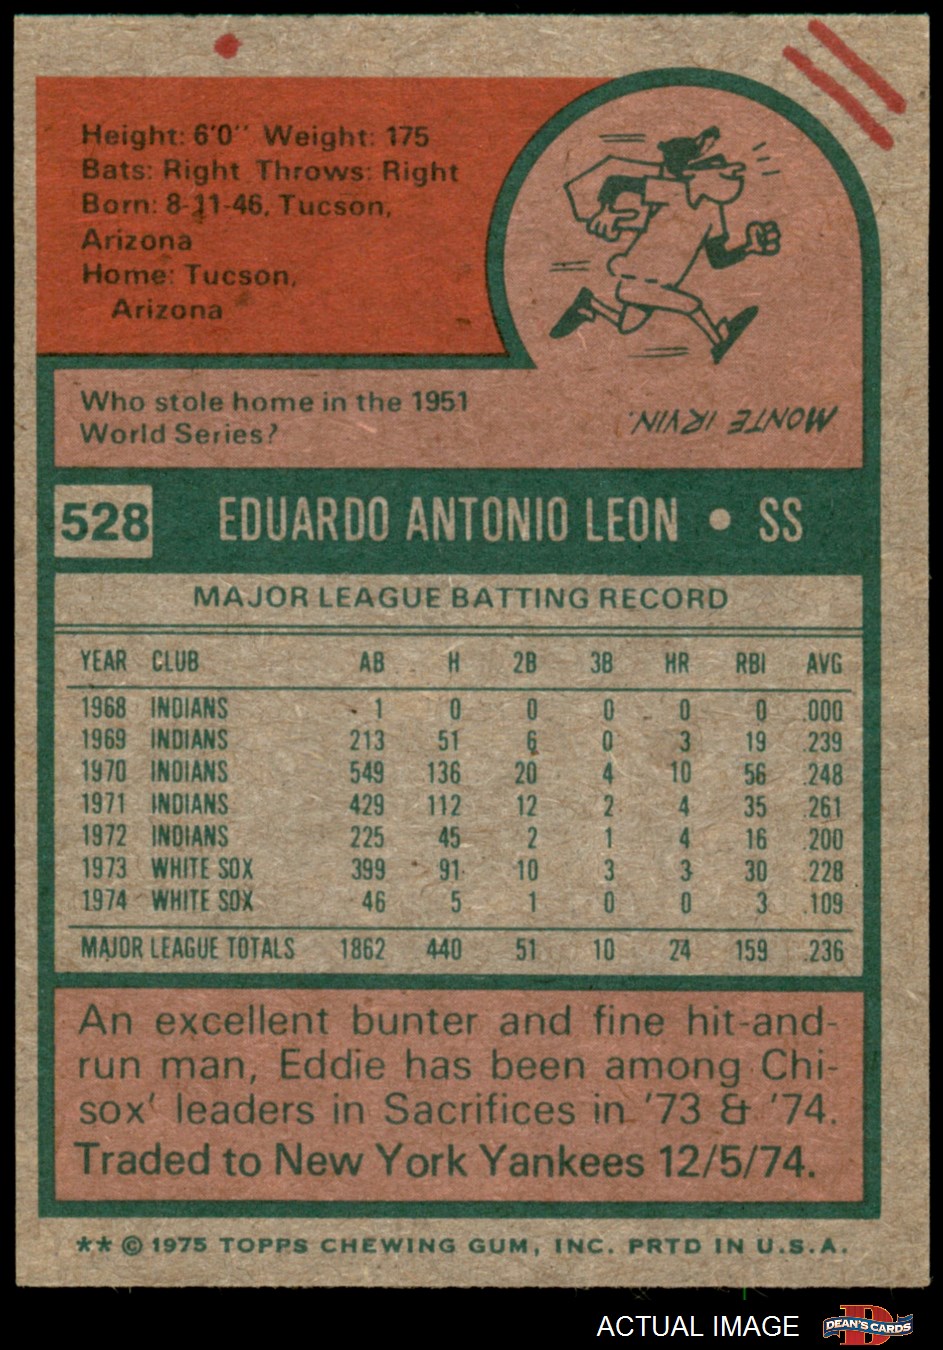 Height: 6'0" Weight: 175
Bats: Right Throws: Right
Born: 8-11-46, Tucson,
Arizona
Home: Tucson,
Arizona
Who stole home in the 1951
World Series?
MONTE IRVIN.
528 EDUARDO ANTONIO LEON • SS
MAJOR LEAGUE BATTING RECORD
YEAR CLUB AB H 2B 3B HR RBI AVG
1968 INDIANS 1 0 0 0 0 0 .000
1969 INDIANS 213 51 6 0 3 19 .239
1970 INDIANS 549 136 20 4 10 56 .248
1971 INDIANS 429 112 12 2 4 35 .261
1972 INDIANS 225 45 2 1 4 16 .200
1973 WHITE SOX 399 91 10 3 3 30 .228
1974 WHITE SOX 46 5 1 0 0 3 .109
MAJOR LEAGUE TOTALS 1862 440 51 10 24 159 .236
An excellent bunter and fine hit-and-
run man, Eddie has been among Chi-
sox' leaders in Sacrifices in '73 & '74.
Traded to New York Yankees 12/5/74.
** © 1975 TOPPS CHEWING GUM, INC. PRTD IN U.S.A.
ACTUAL IMAGE DEAN'S CARDS